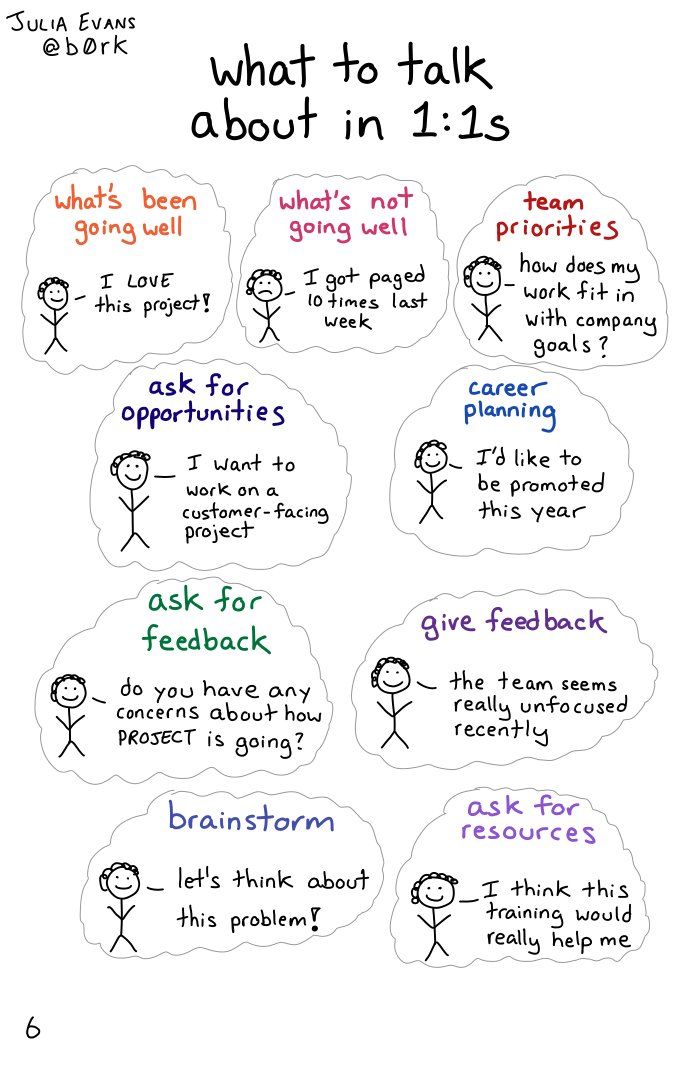 JULIA EVANS
@b0rk
what to talk
about in 1:1s
what's been
going well
I LOVE
this project!
what's not
going well
I got paged
10 times last
week
team
priorities
how does my
work fit in
with company
goals?
ask for
opportunities
I want to
work on a
customer-facing
project
career
planning
I'd like to
be promoted
this year
ask for
feedback
do you have any
concerns about how
PROJECT is going?
give feedback
the team seems
really unfocused
recently
brainstorm
let's think about
this problem!
ask for
resources
I think this
training would
really help me
6